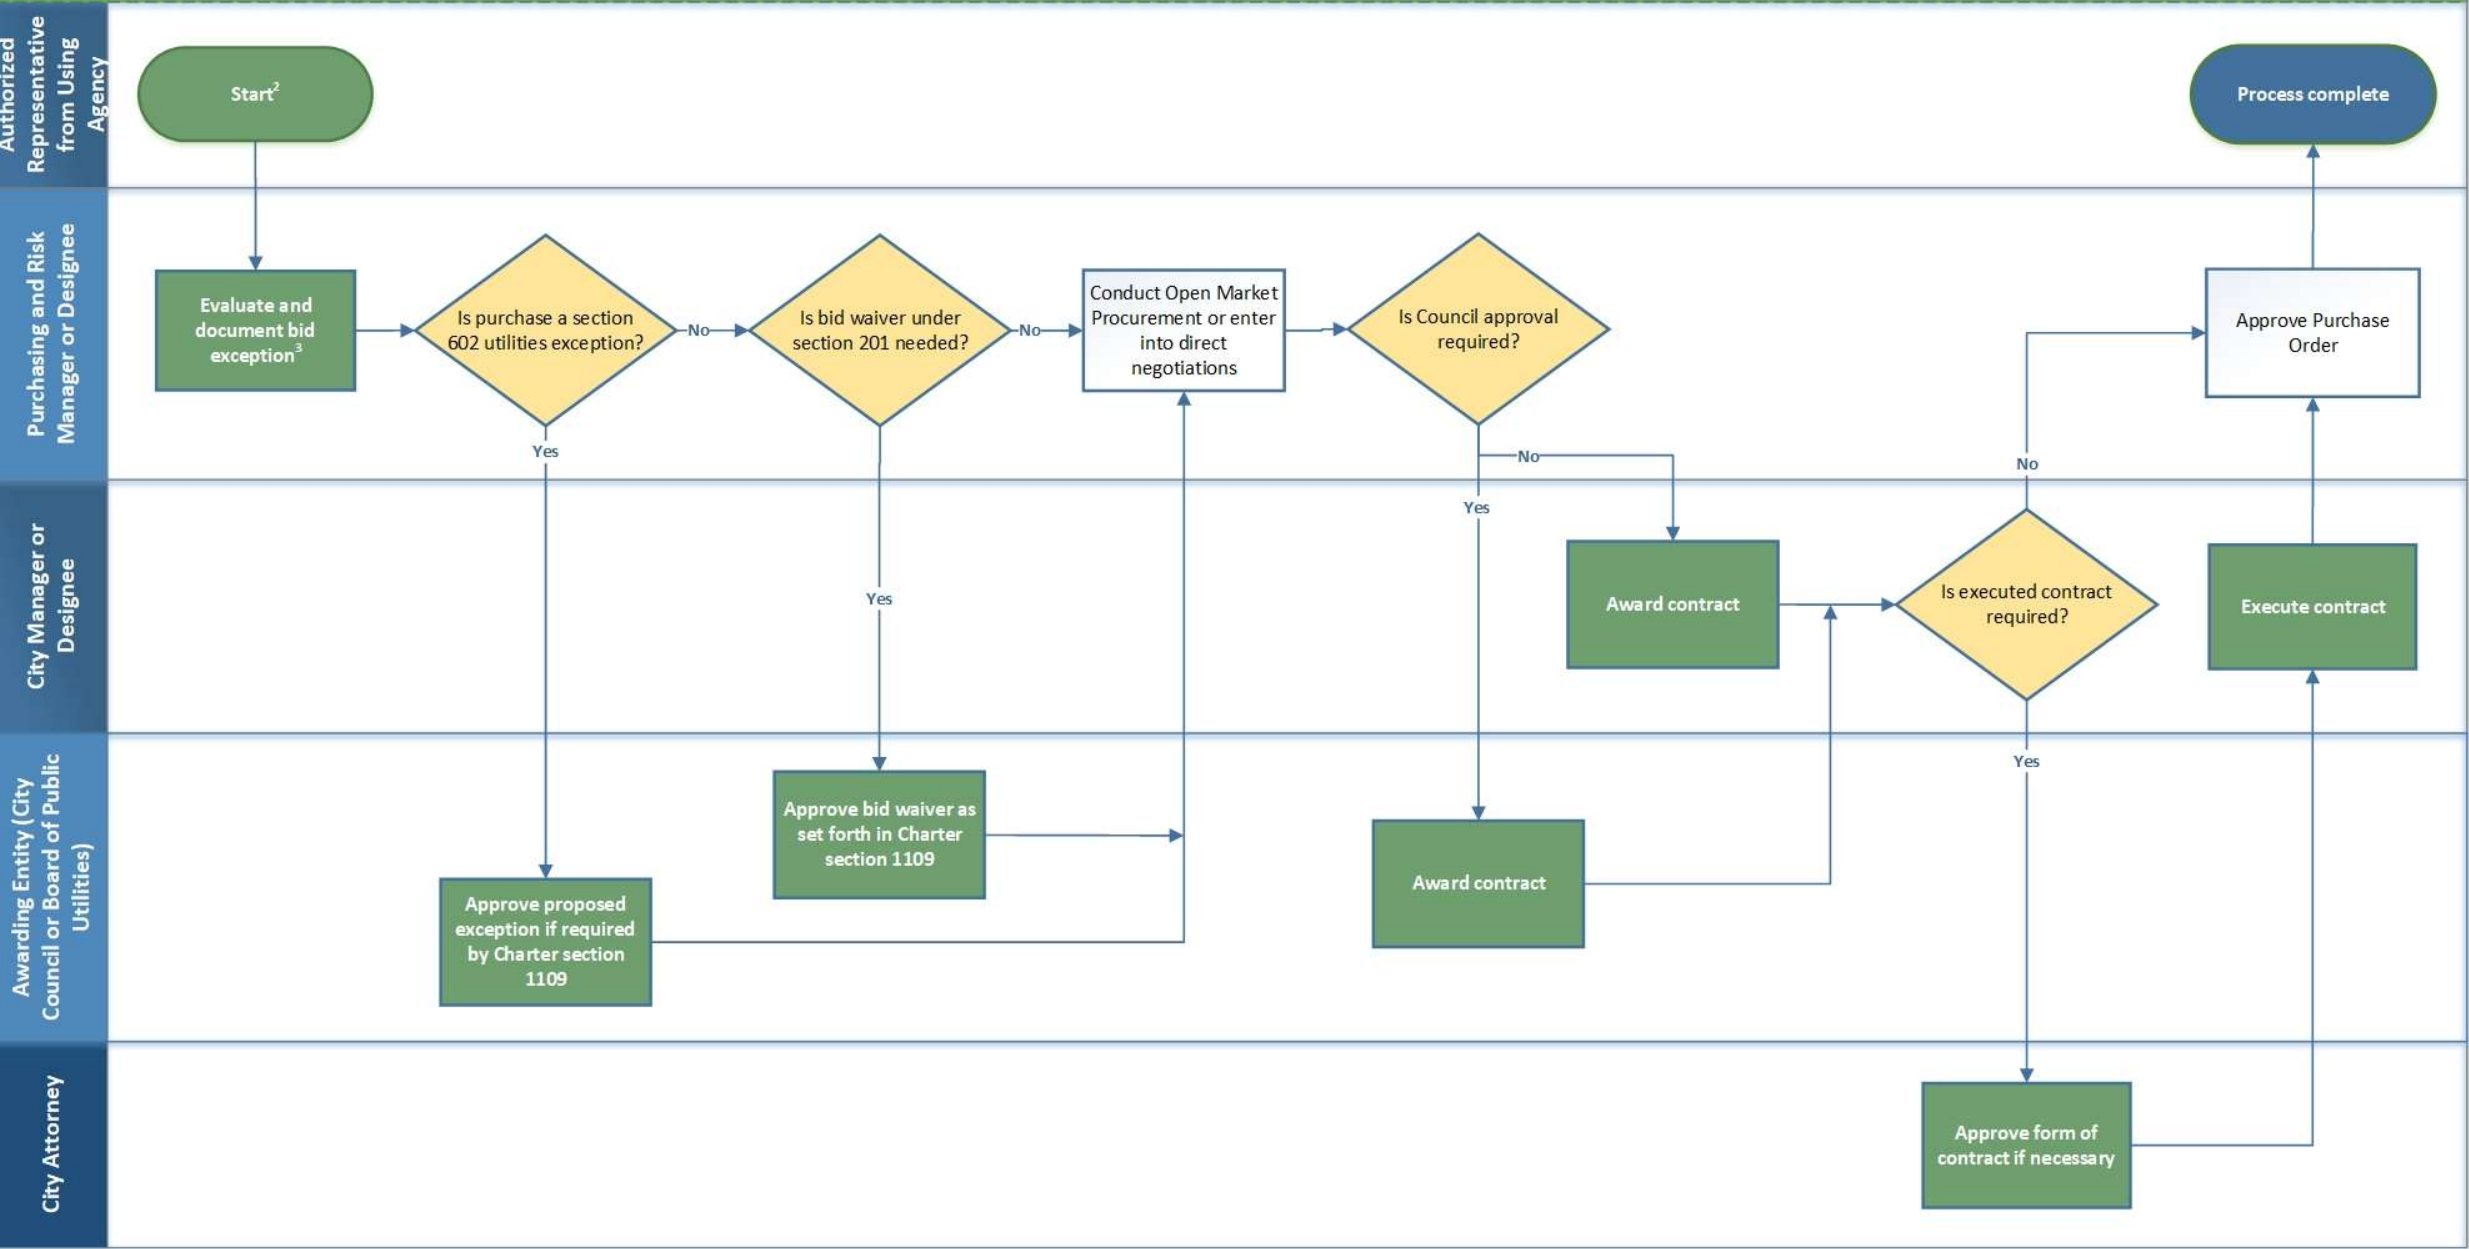 Authorized
Representative
from Using
Agency
Start2
Process complete
Purchasing and Risk
Manager or Designee
Evaluate and
document bid
exception3
Is purchase a section
602 utilities exception?
No
Yes
Is bid waiver under
section 201 needed?
No
Yes
Conduct Open Market
Procurement or enter
into direct
negotiations
Is Council approval
required?
No
Yes
Approve Purchase
Order
City Manager or
Designee
Award contract
Is executed contract
required?
No
Yes
Execute contract
Awarding Entity (City
Council or Board of Public
Utilities)
Approve proposed
exception if required
by Charter section
1109
Approve bid waiver as
set forth in Charter
section 1109
Award contract
City Attorney
Approve form of
contract if necessary